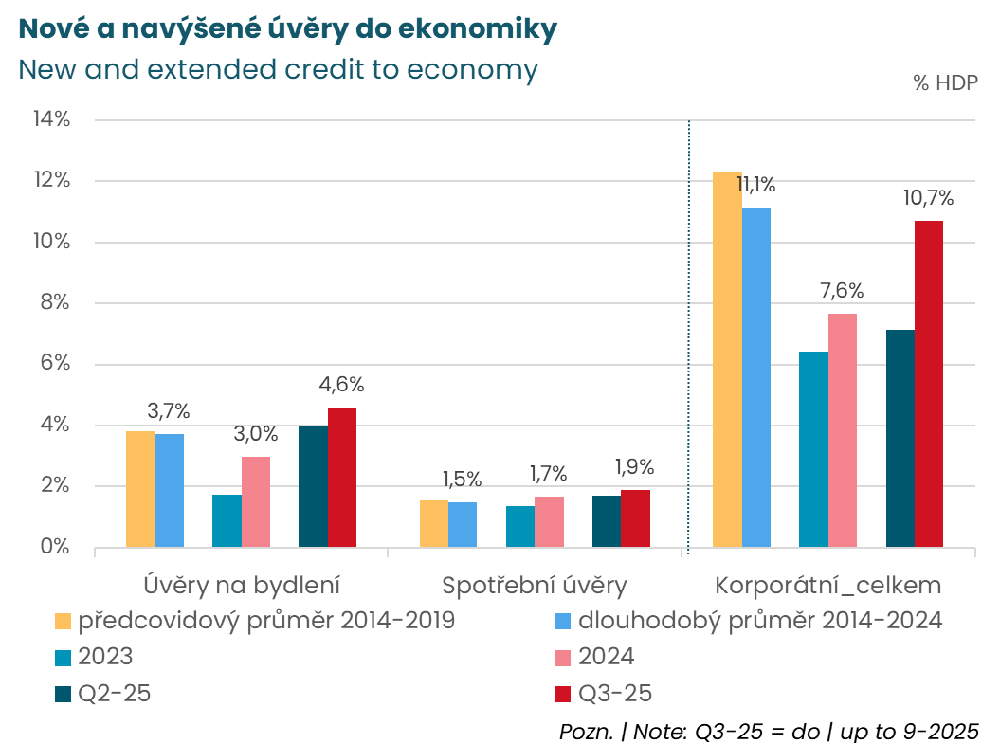 Nové a navýšené úvěry do ekonomiky
New and extended credit to economy
% HDP
14%
12%
10%
8%
6%
4%
2%
0%
3,7%
3,0%
4,6%
1,5%
1,7%
1,9%
11,1%
7,6%
10,7%
Úvěry na bydlení
Spotřební úvěry
Korporátní_celkem
předcovidový průměr 2014-2019
dlouhodobý průměr 2014-2024
2023
2024
Q2-25
Q3-25
Pozn. | Note: Q3-25 = do | up to 9-2025